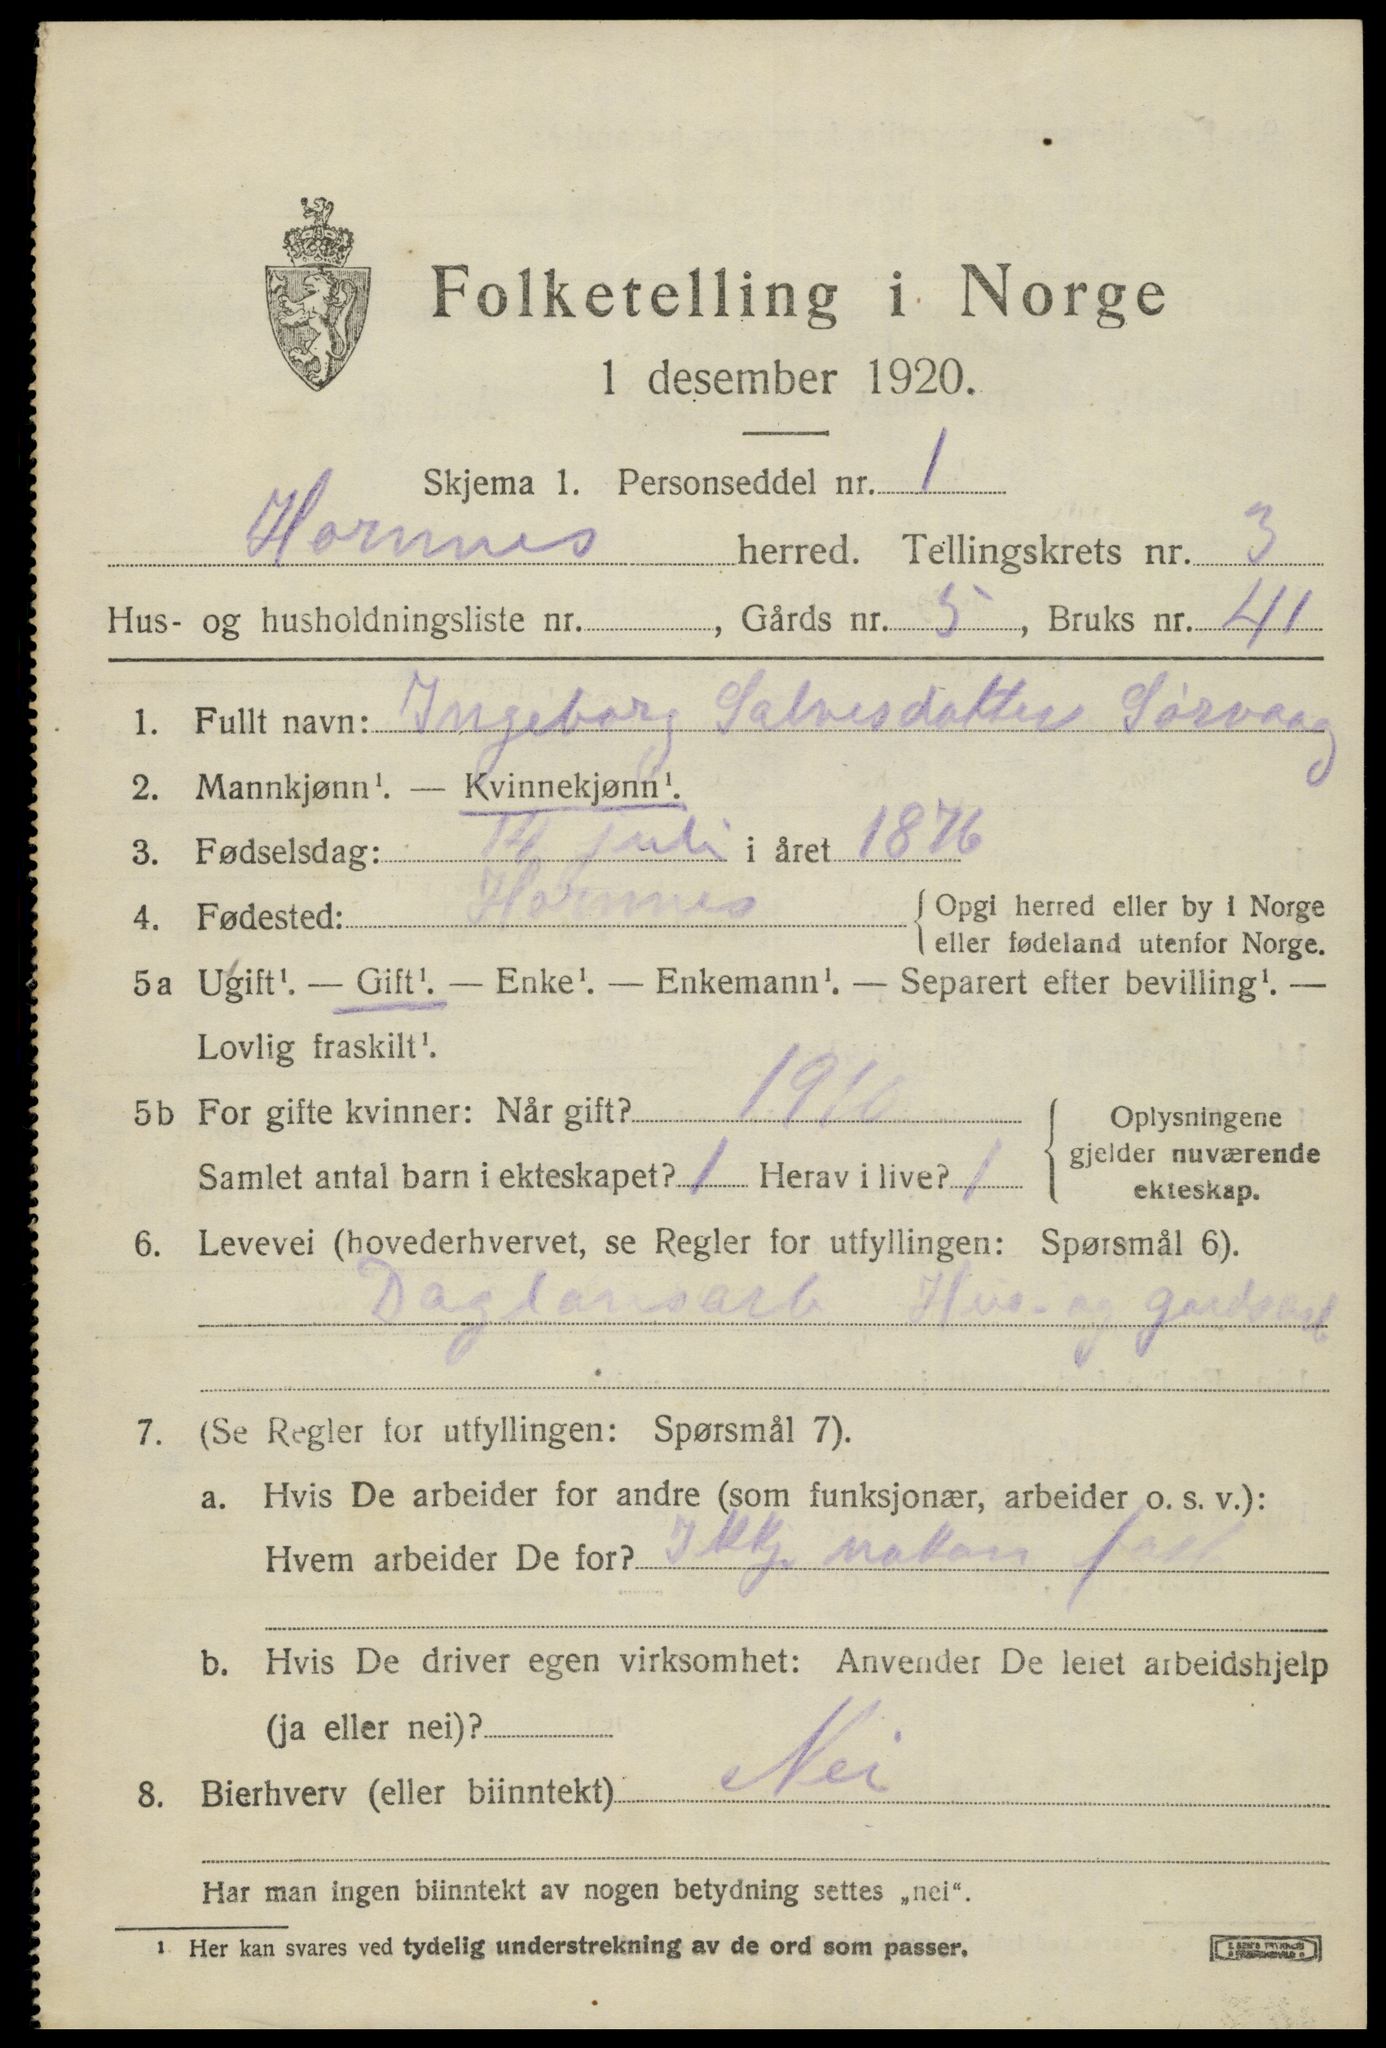 Folketelling i Norge
1 desember 1920.
Skjema 1. Personseddel nr. 1
Hornnes herred. Tellingskrets nr. 3
Hus- og husholdningsliste nr. , Gårds nr. 5, Bruks nr. 41
1. Fullt navn: Ingeborg Salvesdatter Sørvaag
2. Mannkjønn¹. — Kvinnekjønn¹.
3. Fødselsdag: 14 juli i året 1876
4. Fødested: Hornnes { Opgi herred eller by i Norge
eller fødeland utenfor Norge.
5a Ugift¹. — Gift¹. — Enke¹. — Enkemann¹. — Separert efter bevilling¹. —
Lovlig fraskilt¹.
5b For gifte kvinner: Når gift? 1910
Samlet antal barn i ekteskapet? 1 Herav i live? 1
Oplysningene
gjelder nuværende
ekteskap.
6. Levevei (hovederhvervet, se Regler for utfyllingen: Spørsmål 6).
Daglønsarb Hus- og gardsarb
7. (Se Regler for utfyllingen: Spørsmål 7).
a. Hvis De arbeider for andre (som funksjonær, arbeider o. s. v.):
Hvem arbeider De for? Ikkj nokon
b. Hvis De driver egen virksomhet: Anvender De leiet arbeidshjelp
(ja eller nei)?
8. Bierhverv (eller biinntekt) Nei
Har man ingen biinntekt av nogen betydning settes „nei“.
¹ Her kan svares ved tydelig understrekning av de ord som passer.